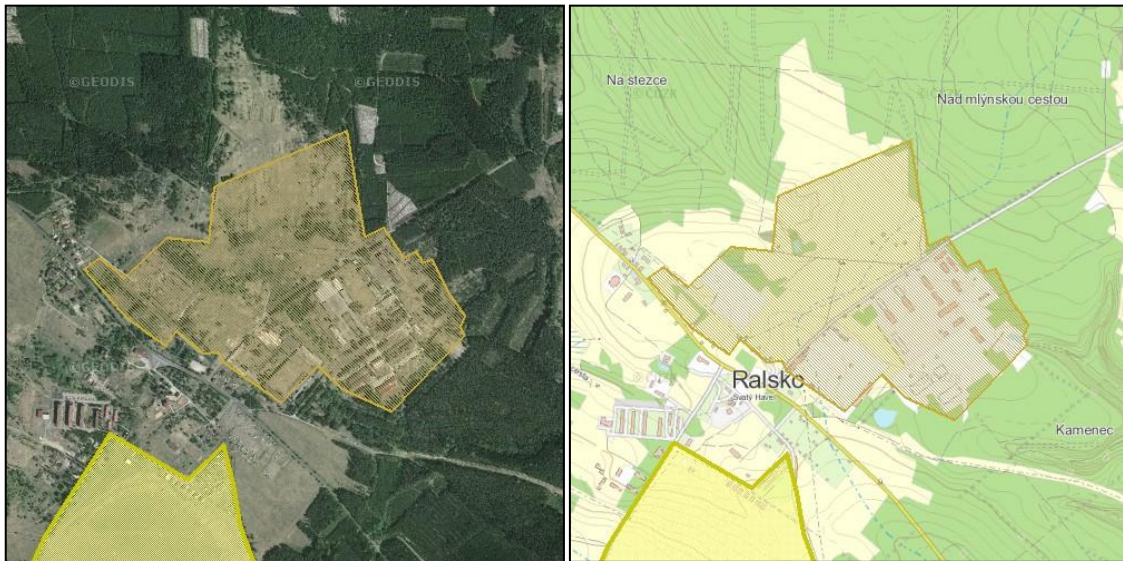 ©GEODIS
©GEODIS
Na stezce
Nad mlýnskou cestou
Ralsko
Svatý Havel
Kamenec